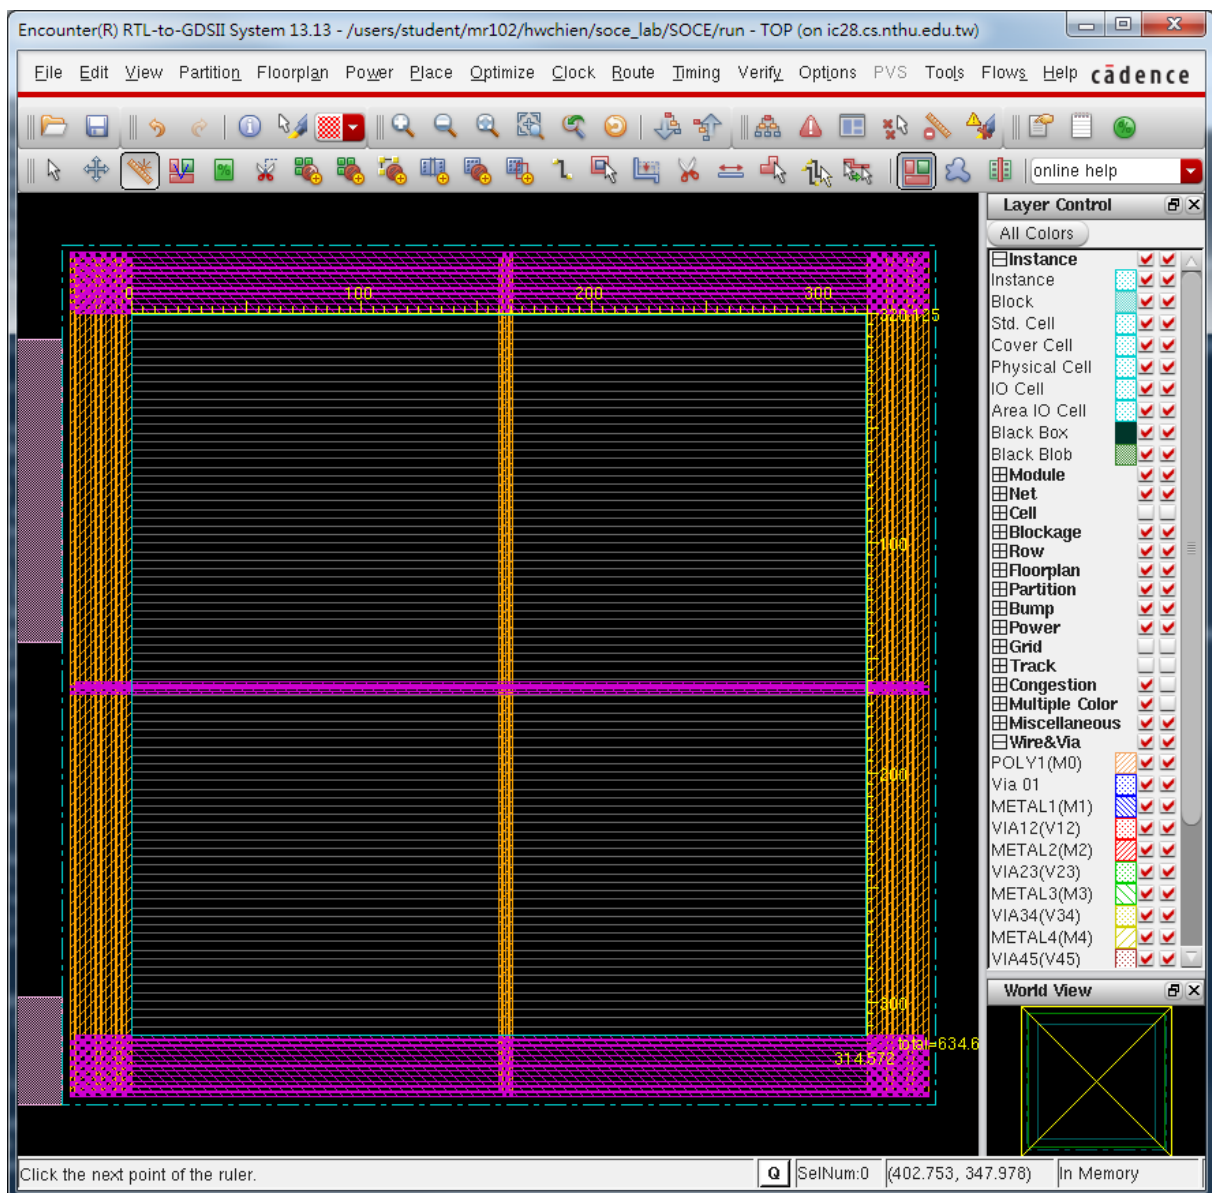 Encounter(R) RTL-to-GDSII System 13.13 - /users/student/mr102/hwchien/soce_lab/SOCE/run - TOP (on ic28.cs.nthu.edu.tw)
File Edit View Partition Floorplan Power Place Optimize Clock Route Timing Verify Options PVS Tools Flows Help cādence
online help
Layer Control
All Colors
Instance
Instance
Block
Std. Cell
Cover Cell
Physical Cell
IO Cell
Area IO Cell
Black Box
Black Blob
Module
Net
Cell
Blockage
Row
Floorplan
Partition
Bump
Power
Grid
Track
Congestion
Multiple Color
Miscellaneous
Wire&Via
POLY1(M0)
Via 01
METAL1(M1)
VIA12(V12)
METAL2(M2)
VIA23(V23)
METAL3(M3)
VIA34(V34)
METAL4(M4)
VIA45(V45)
World View
0 100 200 300
100
200
300
total=634.6
314.572
Click the next point of the ruler.
Q SelNum:0 (402.753, 347.978) In Memory